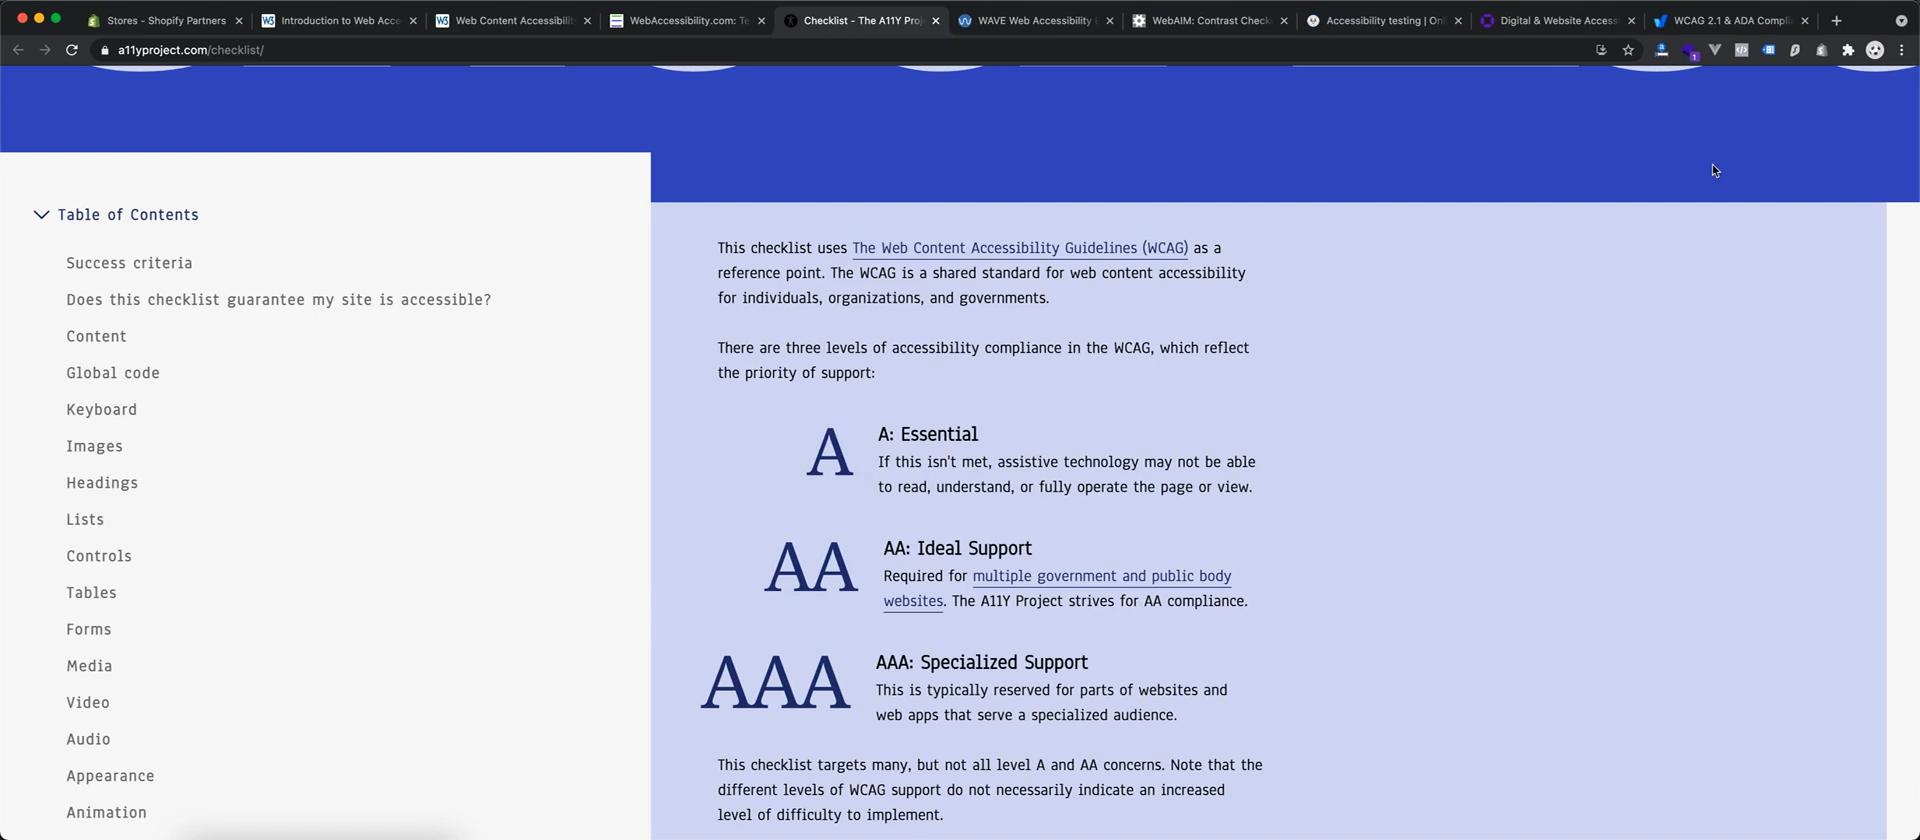 Stores - Shopify Partners
Introduction to Web Acce
Web Content Accessibilit
WebAccessibility.com: Te
Checklist - The A11Y Proj
WAVE Web Accessibility E
WebAIM: Contrast Check
Accessibility testing | Onl
Digital & Website Access
WCAG 2.1 & ADA Compli
a11yproject.com/checklist/
1
Table of Contents
Success criteria
Does this checklist guarantee my site is accessible?
Content
Global code
Keyboard
Images
Headings
Lists
Controls
Tables
Forms
Media
Video
Audio
Appearance
Animation
This checklist uses The Web Content Accessibility Guidelines (WCAG) as a
reference point. The WCAG is a shared standard for web content accessibility
for individuals, organizations, and governments.
There are three levels of accessibility compliance in the WCAG, which reflect
the priority of support:
A
A: Essential
If this isn't met, assistive technology may not be able
to read, understand, or fully operate the page or view.
AA
AA: Ideal Support
Required for multiple government and public body
websites. The A11Y Project strives for AA compliance.
AAA
AAA: Specialized Support
This is typically reserved for parts of websites and
web apps that serve a specialized audience.
This checklist targets many, but not all level A and AA concerns. Note that the
different levels of WCAG support do not necessarily indicate an increased
level of difficulty to implement.